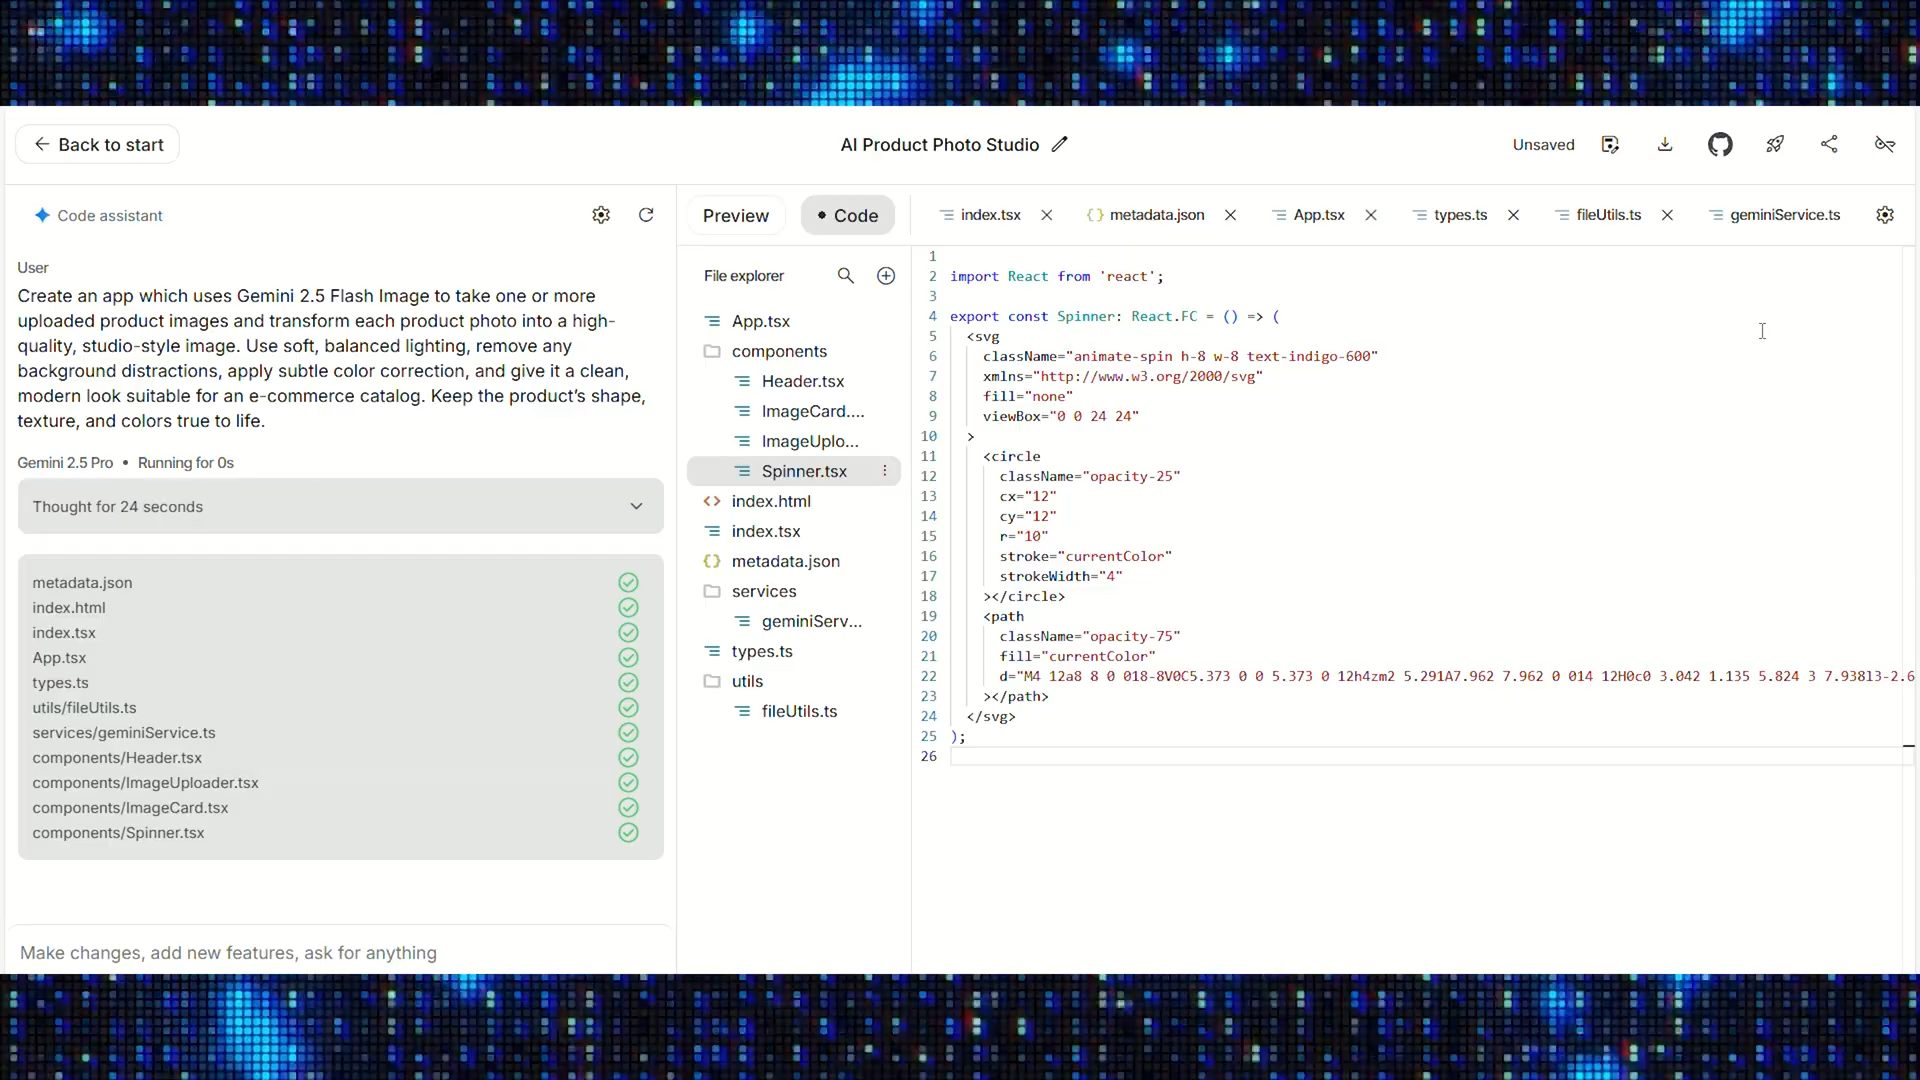 Back to start
AI Product Photo Studio
Unsaved
Code assistant
User
Create an app which uses Gemini 2.5 Flash Image to take one or more
uploaded product images and transform each product photo into a high-
quality, studio-style image. Use soft, balanced lighting, remove any
background distractions, apply subtle color correction, and give it a clean,
modern look suitable for an e-commerce catalog. Keep the product's shape,
texture, and colors true to life.
Gemini 2.5 Pro • Running for 0s
Thought for 24 seconds
metadata.json
index.html
index.tsx
App.tsx
types.ts
utils/fileUtils.ts
services/geminiService.ts
components/Header.tsx
components/ImageUploader.tsx
components/ImageCard.tsx
components/Spinner.tsx
Make changes, add new features, ask for anything
Preview
Code
File explorer
App.tsx
components
Header.tsx
ImageCard....
ImageUplo...
Spinner.tsx
index.html
index.tsx
metadata.json
services
geminiServ...
types.ts
utils
fileUtils.ts
index.tsx
metadata.json
App.tsx
types.ts
fileUtils.ts
geminiService.ts
1
2 import React from 'react';
3
4 export const Spinner: React.FC = () => (
5 <svg
6 className="animate-spin h-8 w-8 text-indigo-600"
7 xmlns="http://www.w3.org/2000/svg"
8 fill="none"
9 viewBox="0 0 24 24"
10 >
11 <circle
12 className="opacity-25"
13 cx="12"
14 cy="12"
15 r="10"
16 stroke="currentColor"
17 strokeWidth="4"
18 ></circle>
19 <path
20 className="opacity-75"
21 fill="currentColor"
22 d="M4 12a8 8 0 018-8V0C5.373 0 0 5.373 0 12h4zm2 5.291A7.962 7.962 0 014 12H0c0 3.042 1.135 5.824 3 7.938l3-2.6
23 ></path>
24 </svg>
25 );
26